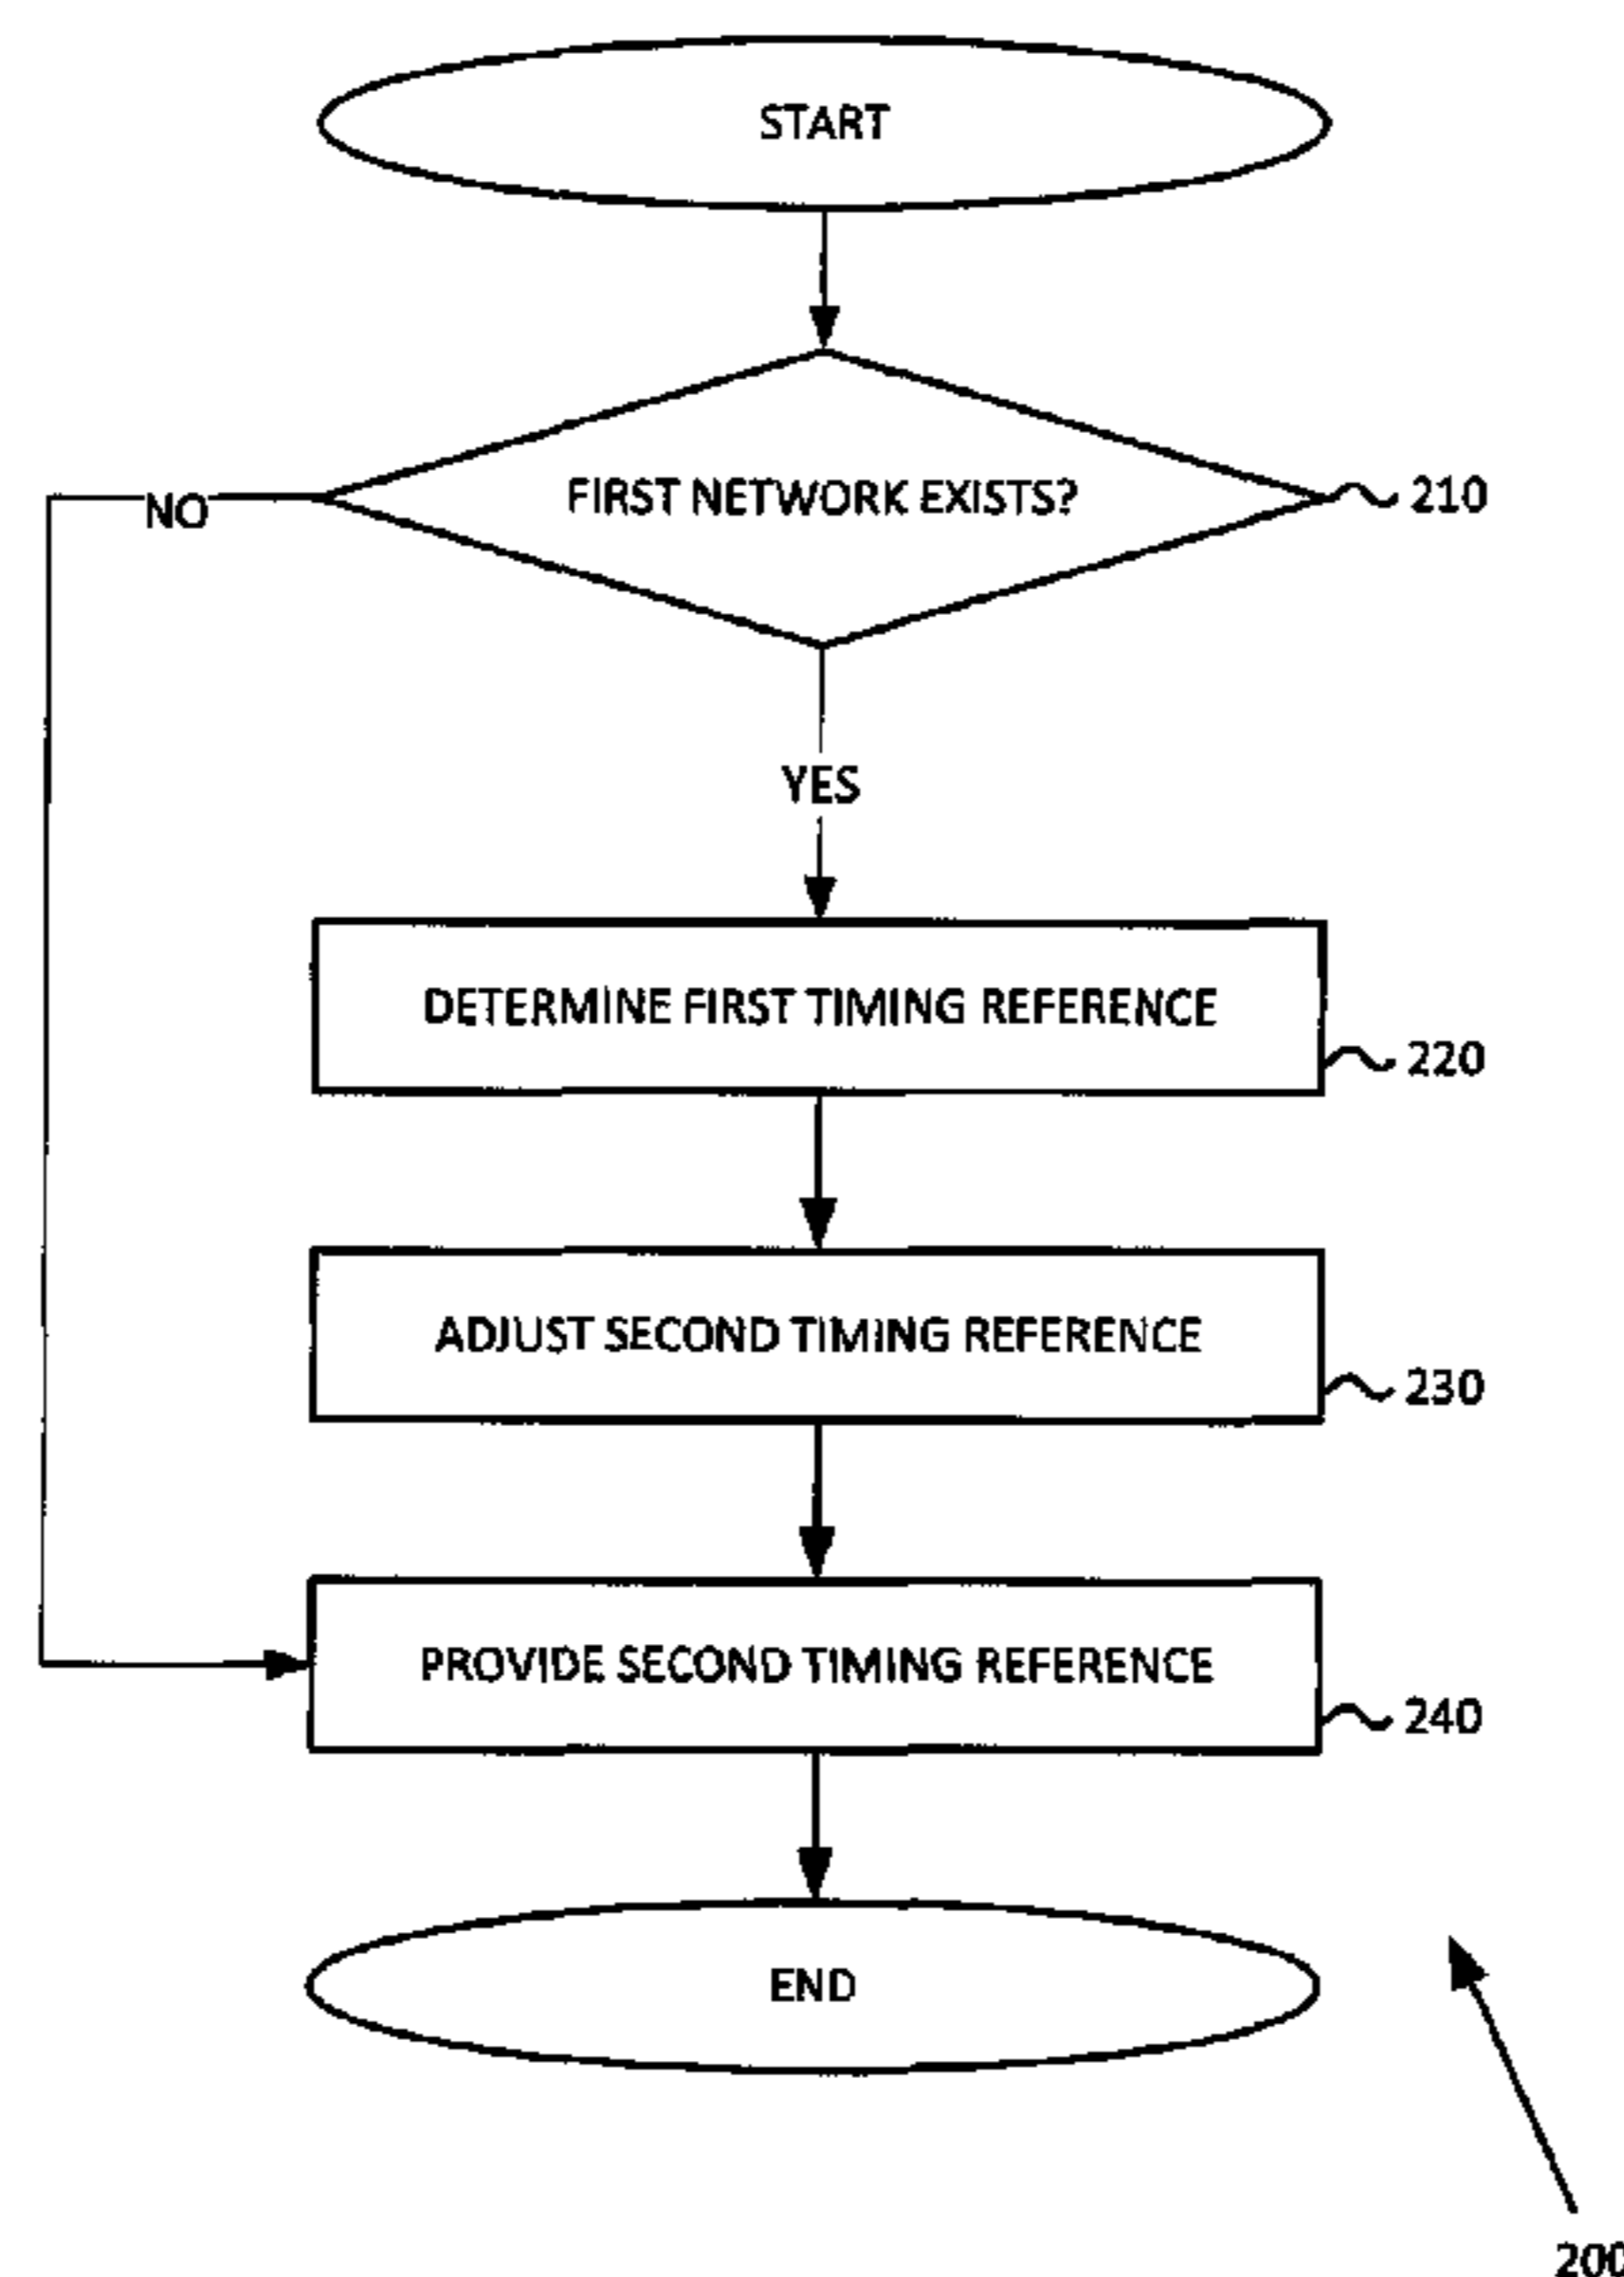 START
FIRST NETWORK EXISTS?
210
NO
YES
DETERMINE FIRST TIMING REFERENCE
220
ADJUST SECOND TIMING REFERENCE
230
PROVIDE SECOND TIMING REFERENCE
240
END
200